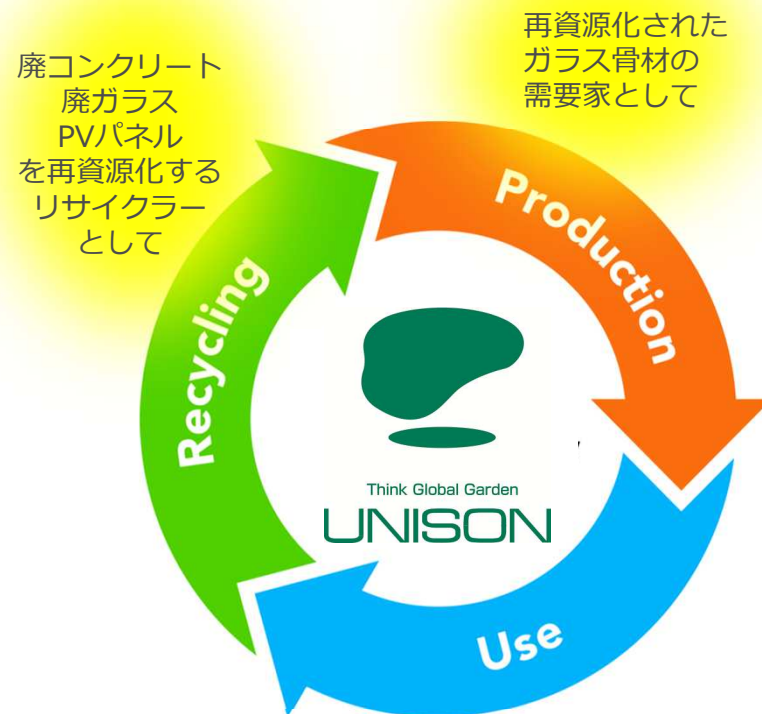 廃コンクリート
廃ガラス
PVパネル
を再資源化する
リサイクラー
として
再資源化された
ガラス骨材の
需要家として
Production
Recycling
Think Global Garden
UNISON
Use